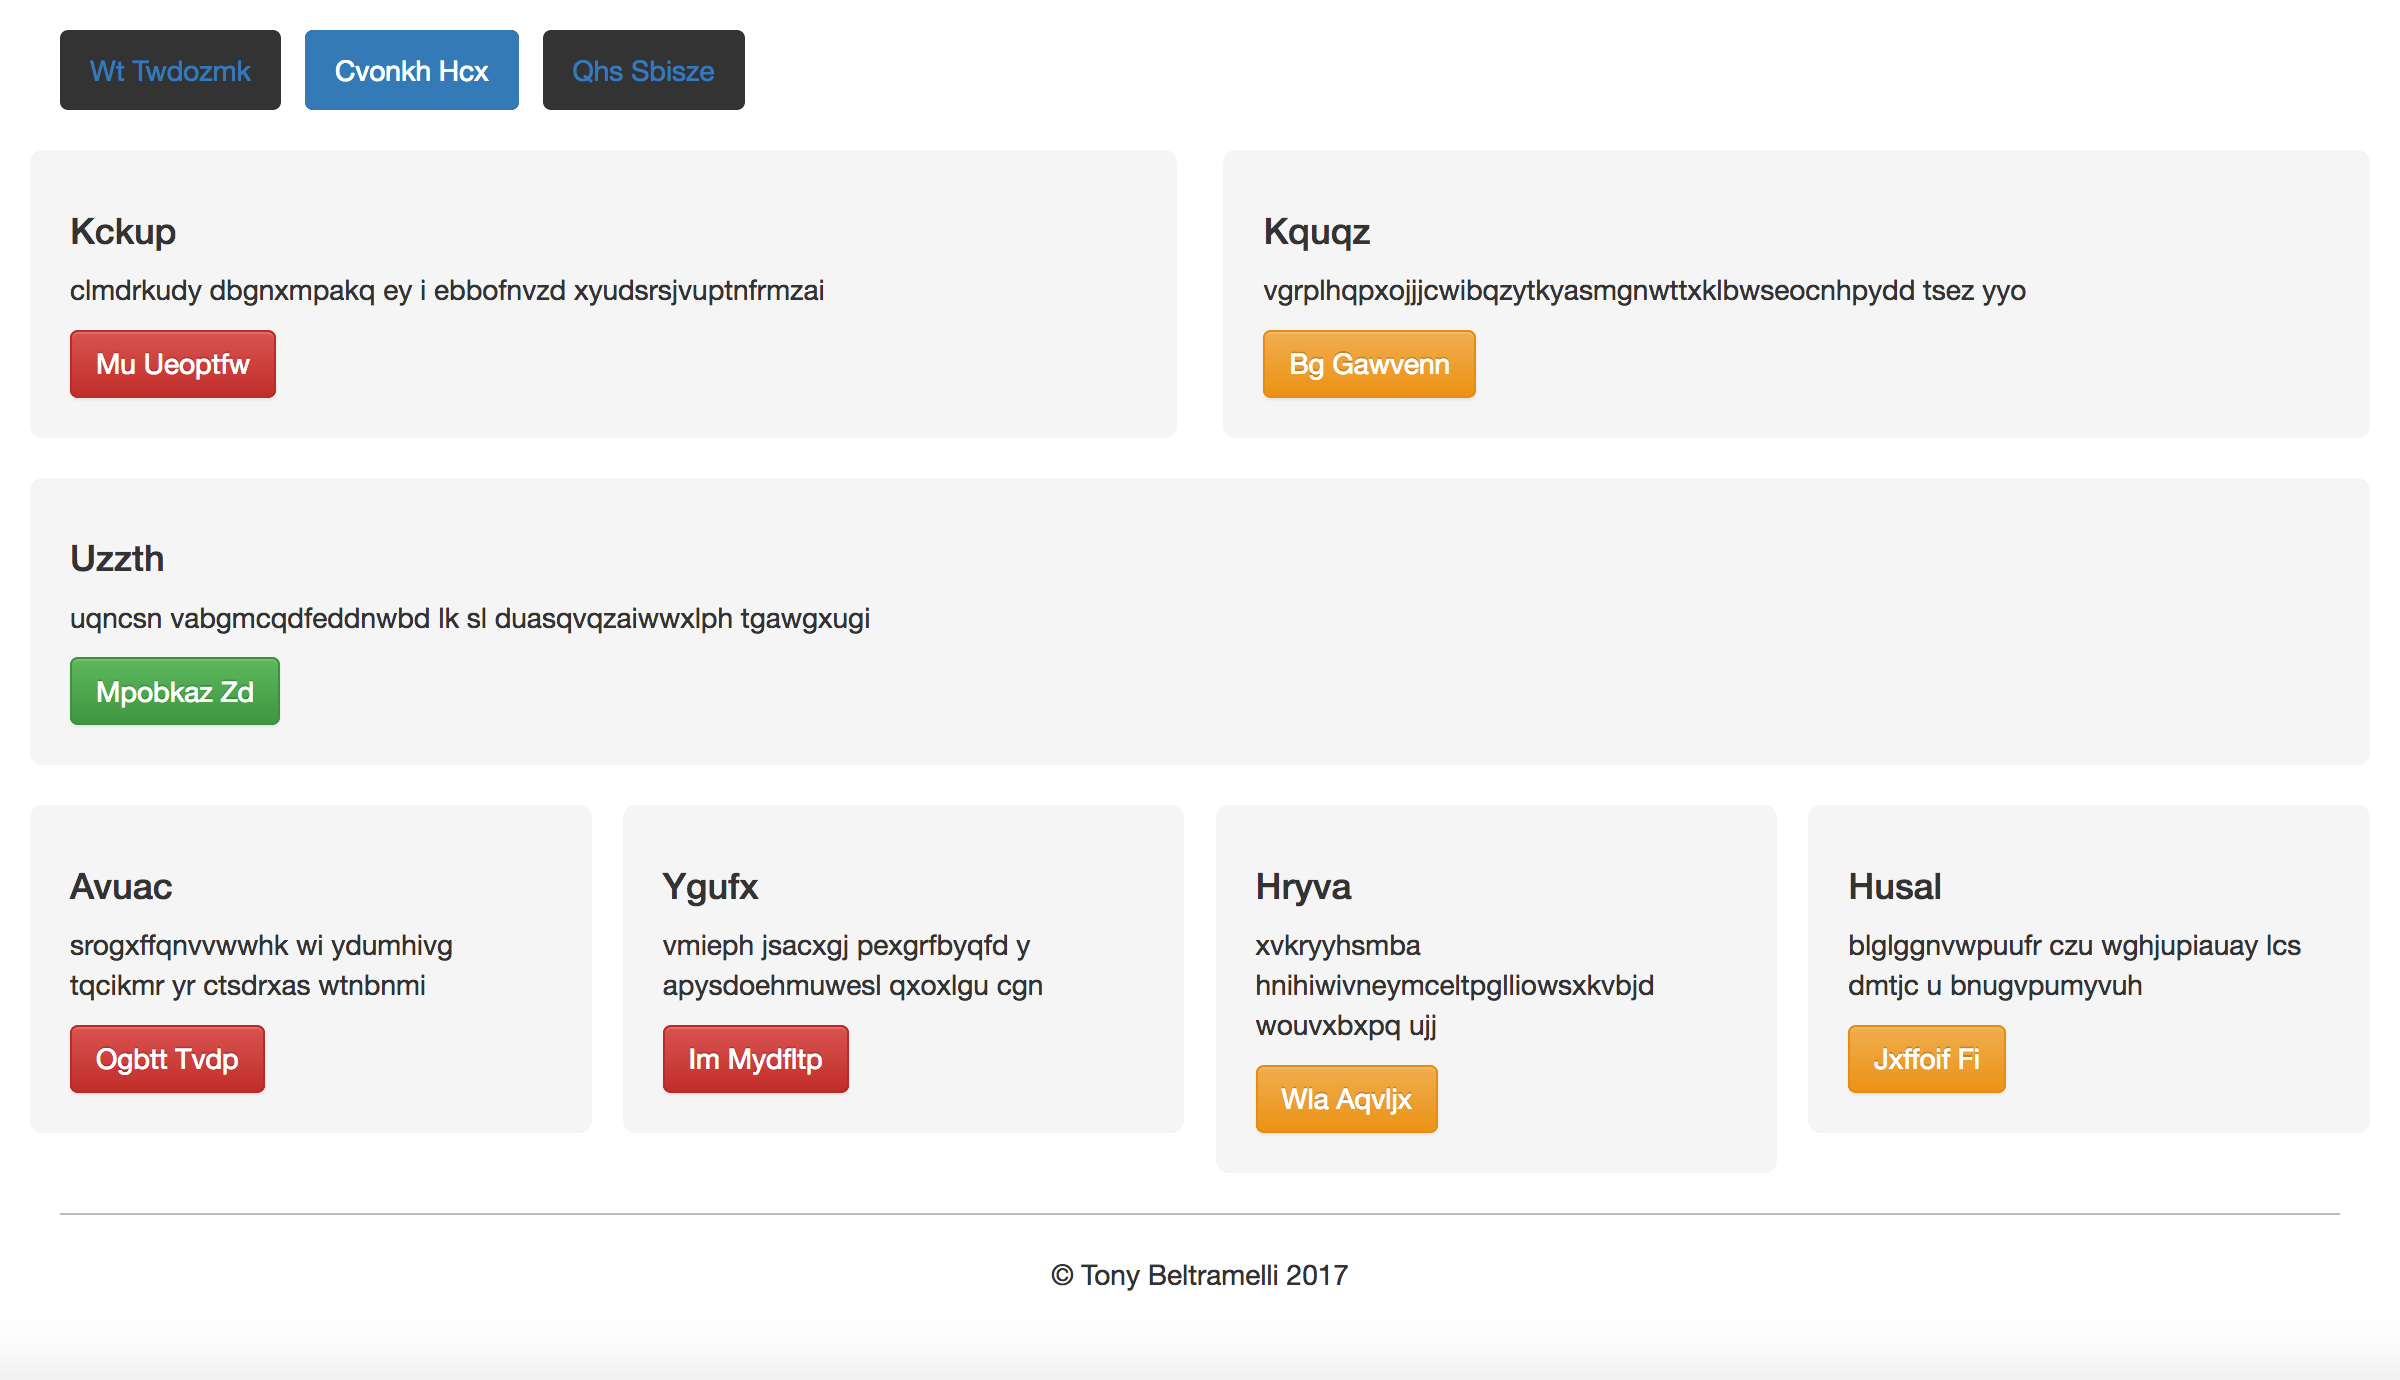 Wt Twdozmk
Cvonkh Hcx
Qhs Sbisze
Kckup
clmdrkudy dbgnxmpakq ey i ebbofnvzd xyudsrsjvuptnfrmzai
Mu Ueoptfw
Kquqz
vgrplhqpxojjjcwibqzytkyasmgnwttxklbwseocnhpydd tsez yyo
Bg Gawvenn
Uzzth
uqncsn vabgmcqdfeddnwbd lk sl duasqvqzaiwwxlph tgawgxugi
Mpobkaz Zd
Avuac
srogxffqnvvwwhk wi ydumhivg
tqcikmr yr ctsdrxas wtnbnmi
Ogbtt Tvdp
Ygufx
vmieph jsacxgj pexgrfbyqfd y
apysdoehmuwesl qxoxlgu cgn
Im Mydfltp
Hryva
xvkryyhsmba
hnihiwivneymceltpglliowsxkvbjd
wouvxbxpq ujj
Wla Aqvljx
Husal
blglggnvwpuufr czu wghjupiauay lcs
dmtjc u bnugvpumyvuh
Jxffoif Fi
© Tony Beltramelli 2017